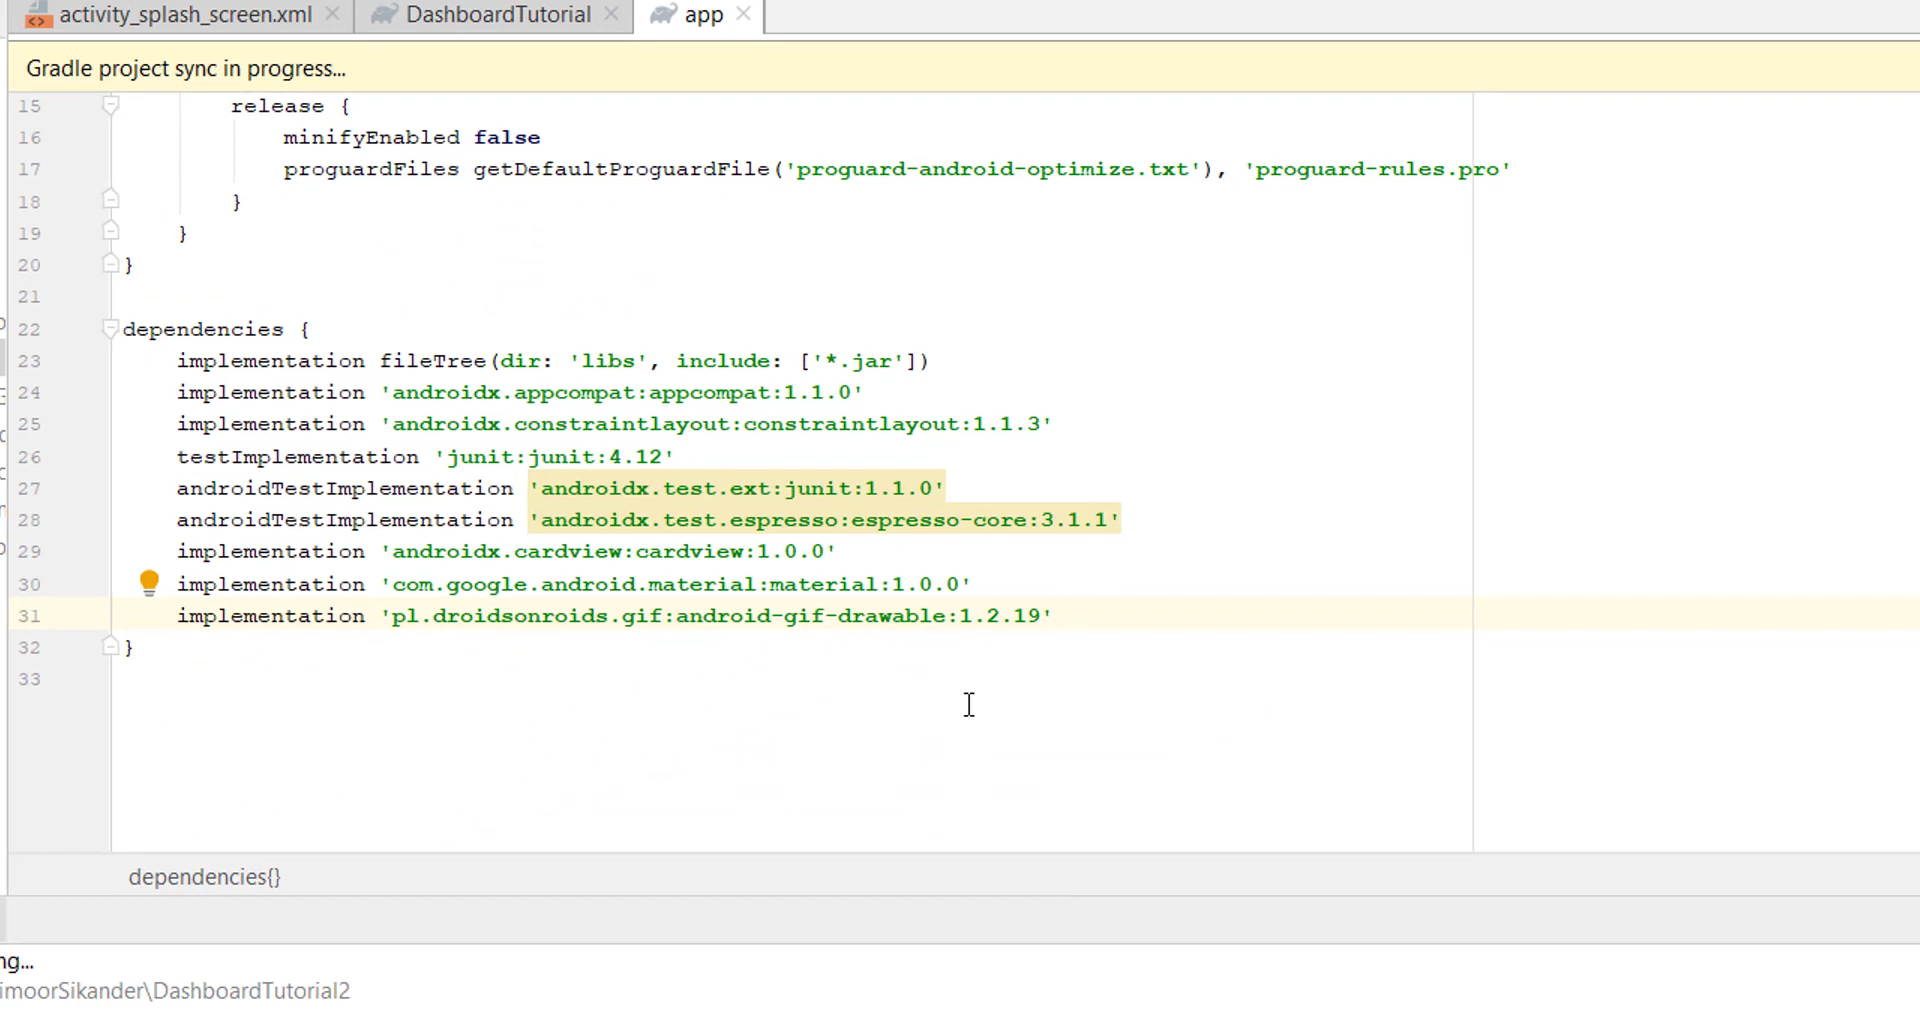 activity_splash_screen.xml DashboardTutorial app
Gradle project sync in progress...
15 release {
16 minifyEnabled false
17 proguardFiles getDefaultProguardFile('proguard-android-optimize.txt'), 'proguard-rules.pro'
18 }
19 }
20 }
21
22 dependencies {
23 implementation fileTree(dir: 'libs', include: ['*.jar'])
24 implementation 'androidx.appcompat:appcompat:1.1.0'
25 implementation 'androidx.constraintlayout:constraintlayout:1.1.3'
26 testImplementation 'junit:junit:4.12'
27 androidTestImplementation 'androidx.test.ext:junit:1.1.0'
28 androidTestImplementation 'androidx.test.espresso:espresso-core:3.1.1'
29 implementation 'androidx.cardview:cardview:1.0.0'
30 implementation 'com.google.android.material:material:1.0.0'
31 implementation 'pl.droidsonroids.gif:android-gif-drawable:1.2.19'
32 }
33
dependencies{}
ng...
imoorSikander\DashboardTutorial2